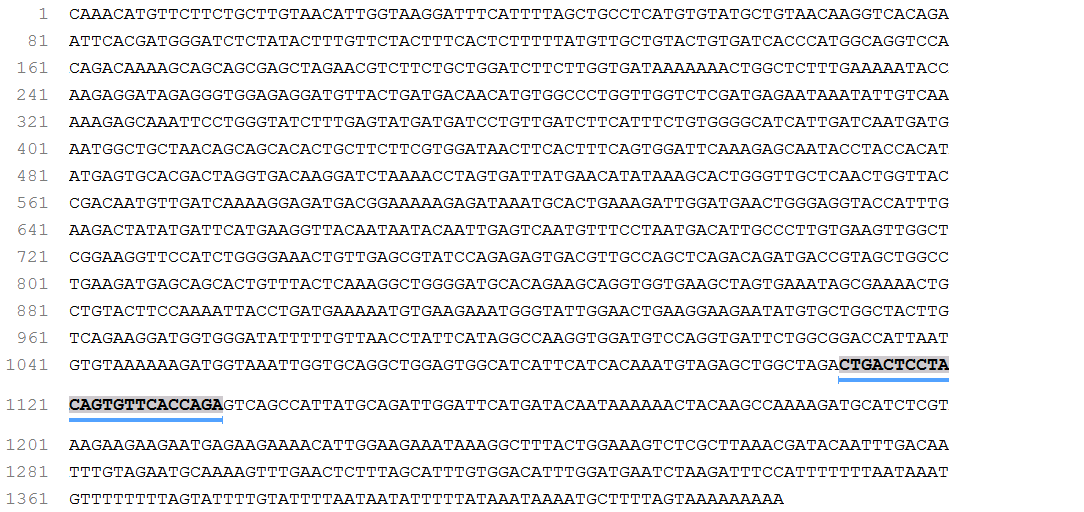 1 CAAACATGTTCTTCTGCTTGTAACATTGGTAAGGATTTCATTTTAGCTGCCTCATGTGTATGCTGTAACAAGGTCACAGA
81 ATTCACGATGGGATCTCTATACTTTGTTCTACTTTCACTCTTTTTATGTTGCTGTACTGTGATCACCCATGGCAGGTCCA
161 CAGACAAAAGCAGCAGCGAGCTAGAACGTCTTCTGCTGGATCTTCTTGGTGATAAAAAAACTGGCTCTTTGAAAAATACC
241 AAGAGGATAGAGGGTGGAGAGGATGTTACTGATGACAACATGTGGCCCTGGTTGGTCTCGATGAGAATAAATATTGTCAA
321 AAAGAGCAAATTCCTGGGTATCTTTGAGTATGATGATCCTGTTGATCTTCATTTCTGTGGGGCATCATTGATCAATGATG
401 AATGGCTGCTAACAGCAGCACACTGCTTCTTCGTGGATAACTTCACTTTCAGTGGATTCAAAGAGCAATACCTACCACAT
481 ATGAGTGCACGACTAGGTGACAAGGATCTAAAACCTAGTGATTATGAACATATAAAGCACTGGGTTGCTCAACTGGTTAC
561 CGACAATGTTGATCAAAAGGAGATGACGGAAAAAGAGATAAATGCACTGAAAGATTGGATGAACTGGGAGGTACCATTTG
641 AAGACTATATGATTCATGAAGGTTACAATAATACAATTGAGTCAATGTTTCCTAATGACATTGCCCTTGTGAAGTTGGCT
721 CGGAAGGTTCCATCTGGGGAAACTGTTGAGCGTATCCAGAGAGTGACGTTGCCAGCTCAGACAGATGACCGTAGCTGGCC
801 TGAAGATGAGCAGCACTGTTTACTCAAAGGCTGGGGATGCACAGAAGCAGGTGGTGAAGCTAGTGAAATAGCGAAAACTG
881 CTGTACTTCCAAAATTACCTGATGAAAAATGTGAAGAAATGGGTATTGGAACTGAAGGAAGAATATGTGCTGGCTACTTG
961 TCAGAAGGATGGTGGGATATTTTTGTTAACCTATTCATAGGCCAAGGTGGATGTCCAGGTGATTCTGGCGGACCATTAAT
1041 GTGTAAAAAAGATGGTAAATTGGTGCAGGCTGGAGTGGCATCATTCATCACAAATGTAGAGCTGGCTAGACTGACTCCTA
1121 CAGTGTTCACCAGAGTCAGCCATTATGCAGATTGGATTCATGATACAATAAAAAACTACAAGCCAAAAGATGCATCTCGT
1201 AAGAAGAAGAATGAGAAGAAAACATTGGAAGAAATAAAGGCTTTACTGGAAAGTCTCGCTTAAACGATACAATTTGACAA
1281 TTTGTAGAATGCAAAAGTTTGAACTCTTTAGCATTTGTGGACATTTGGATGAATCTAAGATTTCCATTTTTTTAATAAAT
1361 GTTTTTTTTAGTATTTTGTATTTTAATAATATTTTTATAAATAAAATGCTTTTAGTAAAAAAAAA